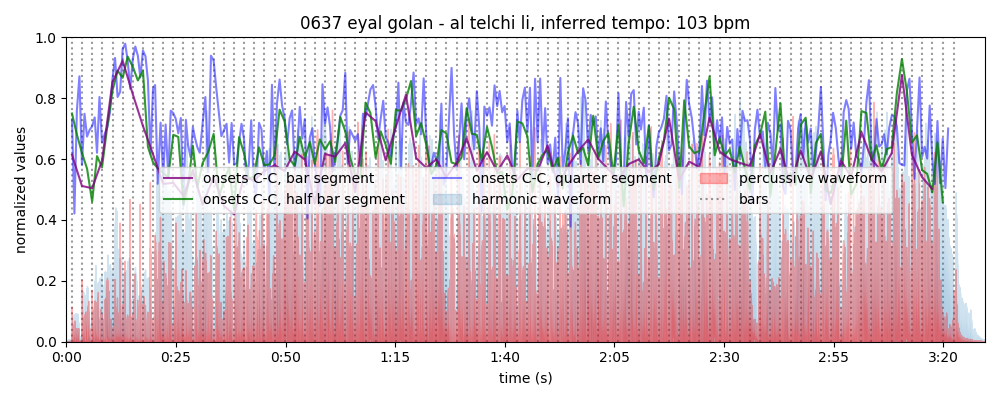 0637 eyal golan - al telchi li, inferred tempo: 103 bpm
normalized values
1.0
0.8
0.6
0.4
0.2
0.0
onsets C-C, bar segment
onsets C-C, half bar segment
onsets C-C, quarter segment
harmonic waveform
percussive waveform
bars
0:00 0:25 0:50 1:15 1:40 2:05 2:30 2:55 3:20
time (s)